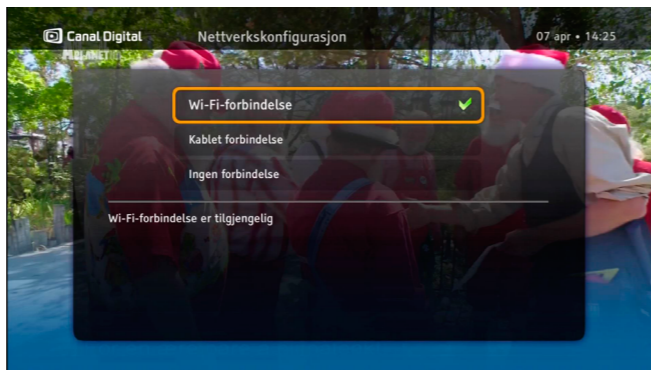 Canal Digital
Nettverkskonfigurasjon
07 apr • 14:25
PLANET
Wi-Fi-forbindelse
Kablet forbindelse
Ingen forbindelse
Wi-Fi-forbindelse er tilgjengelig